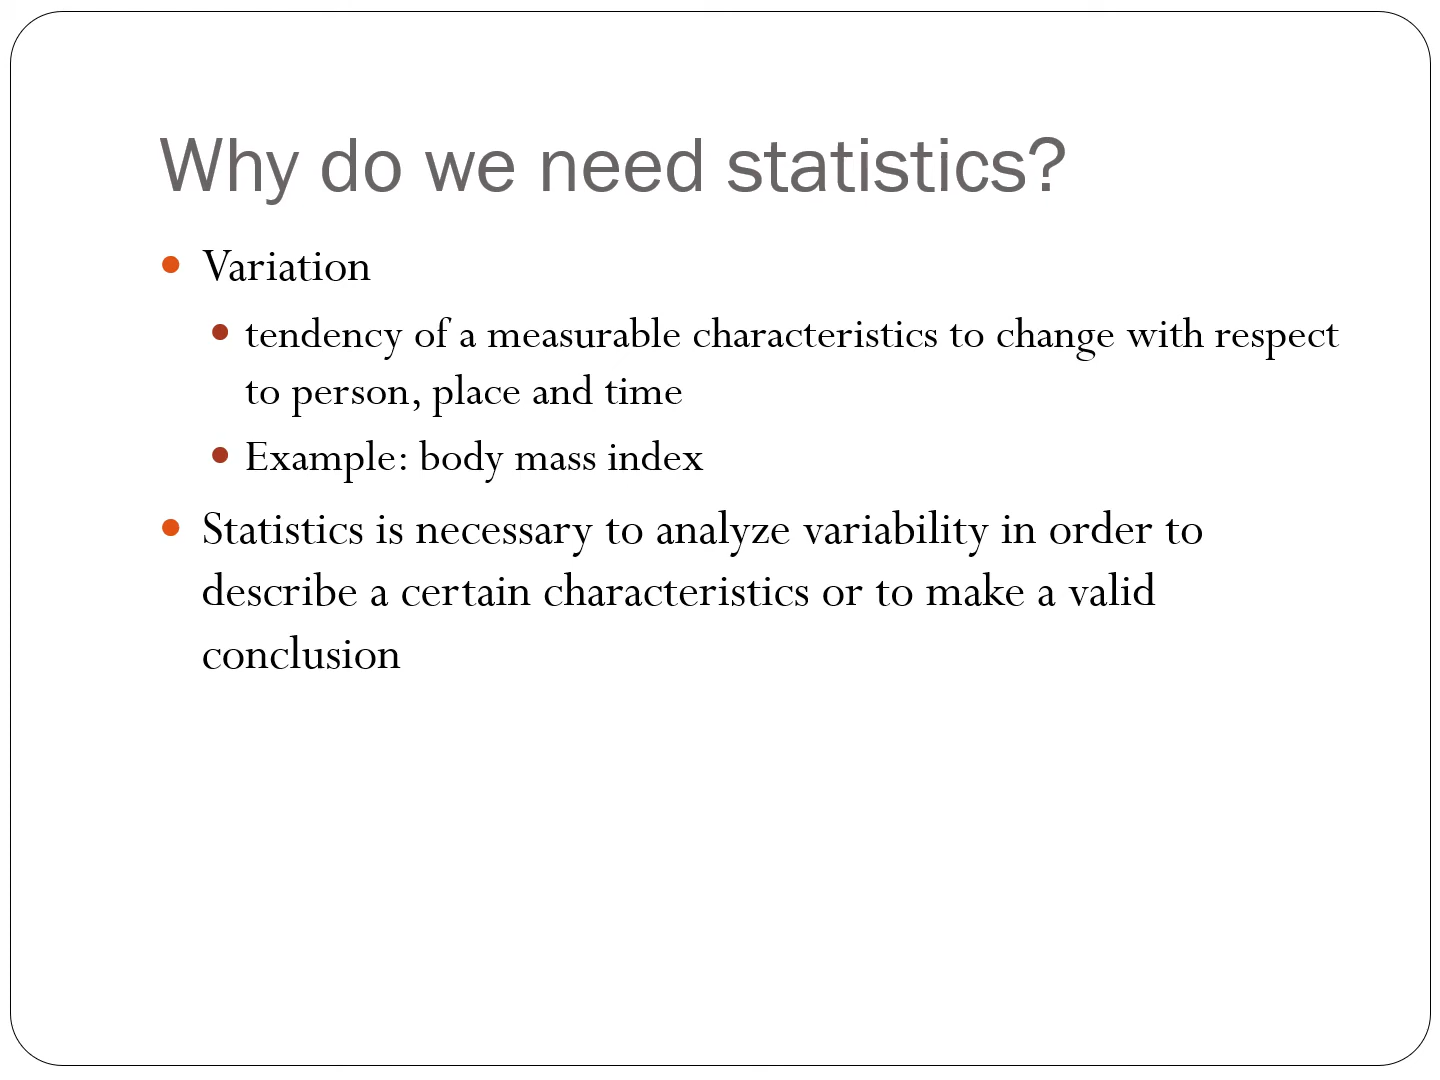 Why do we need statistics?
Variation
tendency of a measurable characteristics to change with respect
to person, place and time
Example: body mass index
Statistics is necessary to analyze variability in order to
describe a certain characteristics or to make a valid
conclusion